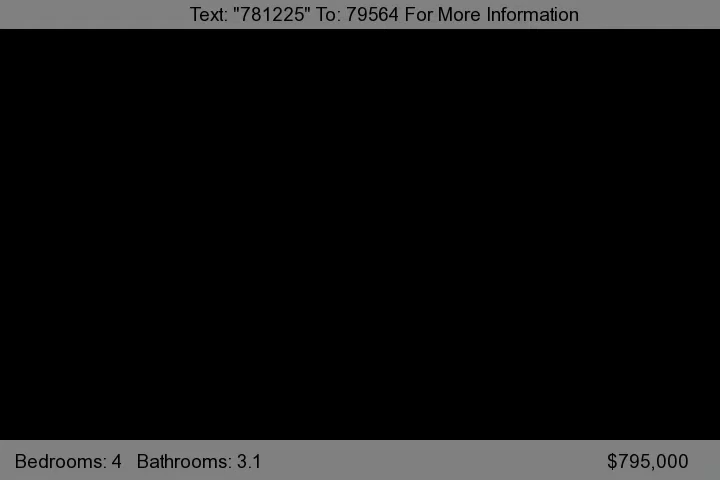 Text: "781225" To: 79564 For More Information
Bedrooms: 4 Bathrooms: 3.1 $795,000